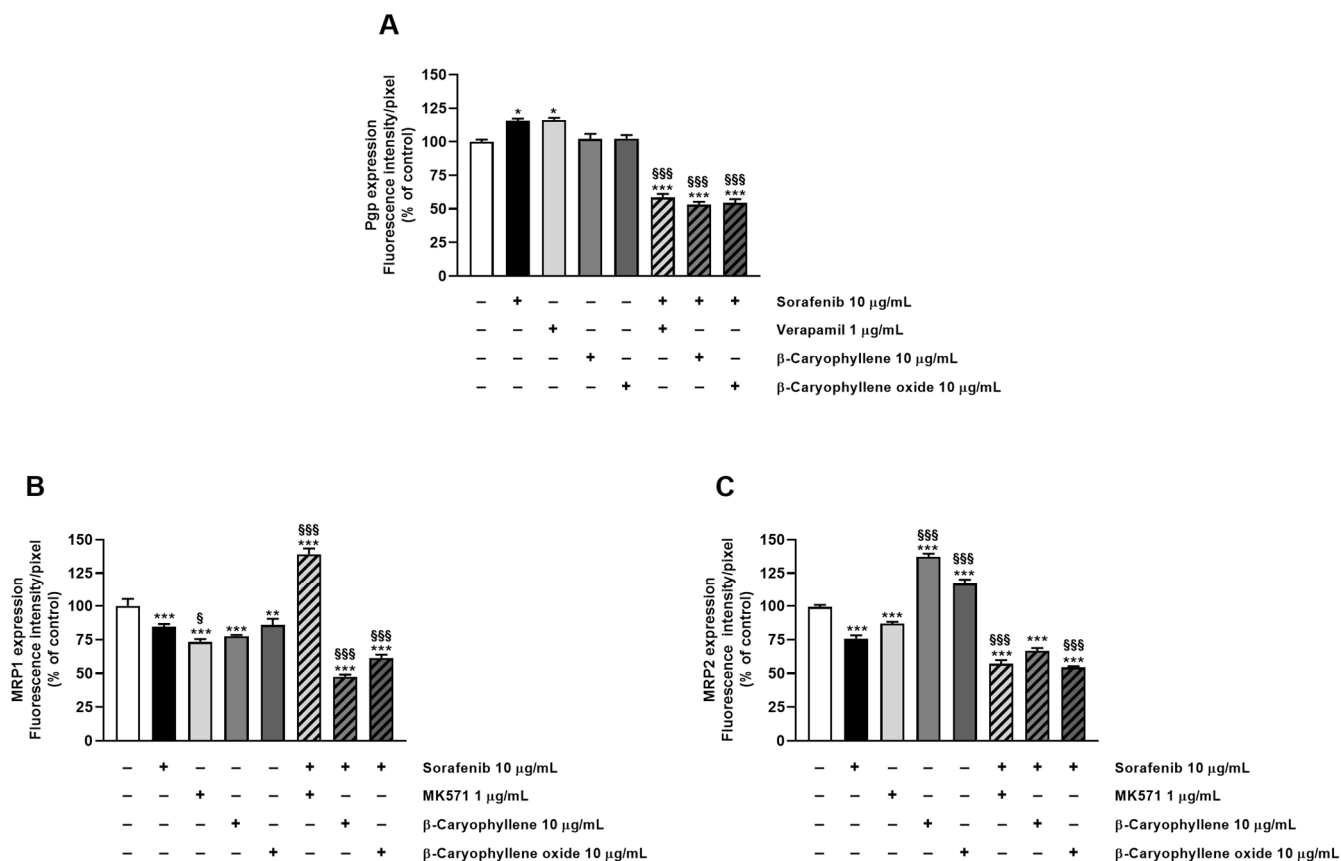 A
Pgp expression
Fluorescence intensity/pixel
(% of control)
150
125
100
75
50
25
0
* * §§§ §§§ §§§
*** *** ***
− + − − − + + + Sorafenib 10 μg/mL
− − + − − + − − Verapamil 1 μg/mL
− − − + − − + − β-Caryophyllene 10 μg/mL
− − − − + − − + β-Caryophyllene oxide 10 μg/mL
B
MRP1 expression
Fluorescence intensity/pixel
(% of control)
150
125
100
75
50
25
0
*** § *** *** ** §§§ *** §§§ *** §§§ ***
− + − − − + + + Sorafenib 10 μg/mL
− − + − − + − − MK571 1 μg/mL
− − − + − − + − β-Caryophyllene 10 μg/mL
− − − − + − − + β-Caryophyllene oxide 10 μg/mL
C
MRP2 expression
Fluorescence intensity/pixel
(% of control)
150
125
100
75
50
25
0
*** *** §§§ *** §§§ *** §§§ *** *** §§§ ***
− + − − − + + + Sorafenib 10 μg/mL
− − + − − + − − MK571 1 μg/mL
− − − + − − + − β-Caryophyllene 10 μg/mL
− − − − + − − + β-Caryophyllene oxide 10 μg/mL